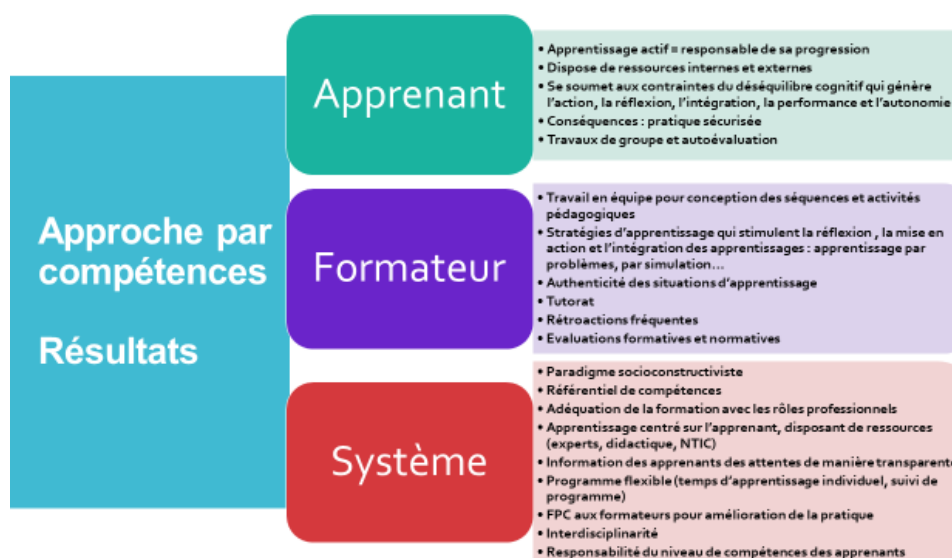 Approche par
compétences
Résultats
Apprenant
• Apprentissage actif = responsable de sa progression
• Dispose de ressources internes et externes
• Se soumet aux contraintes du déséquilibre cognitif qui génère
l'action, la réflexion, l'intégration, la performance et l'autonomie
• Conséquences : pratique sécurisée
• Travaux de groupe et autoévaluation
Formateur
• Travail en équipe pour conception des séquences et activités
pédagogiques
• Stratégies d'apprentissage qui stimulent la réflexion , la mise en
action et l'intégration des apprentissages : apprentissage par
problèmes, par simulation…
• Authenticité des situations d'apprentissage
• Tutorat
• Rétroactions fréquentes
• Evaluations formatives et normatives
Système
• Paradigme socioconstructiviste
• Référentiel de compétences
• Adéquation de la formation avec les rôles professionnels
• Apprentissage centré sur l'apprenant, disposant de ressources
(experts, didactique, NTIC)
• Information des apprenants des attentes de manière transparente
• Programme flexible (temps d'apprentissage individuel, suivi de
programme)
• FPC aux formateurs pour amélioration de la pratique
• Interdisciplinarité
• Responsabilité du niveau de compétences des apprenants